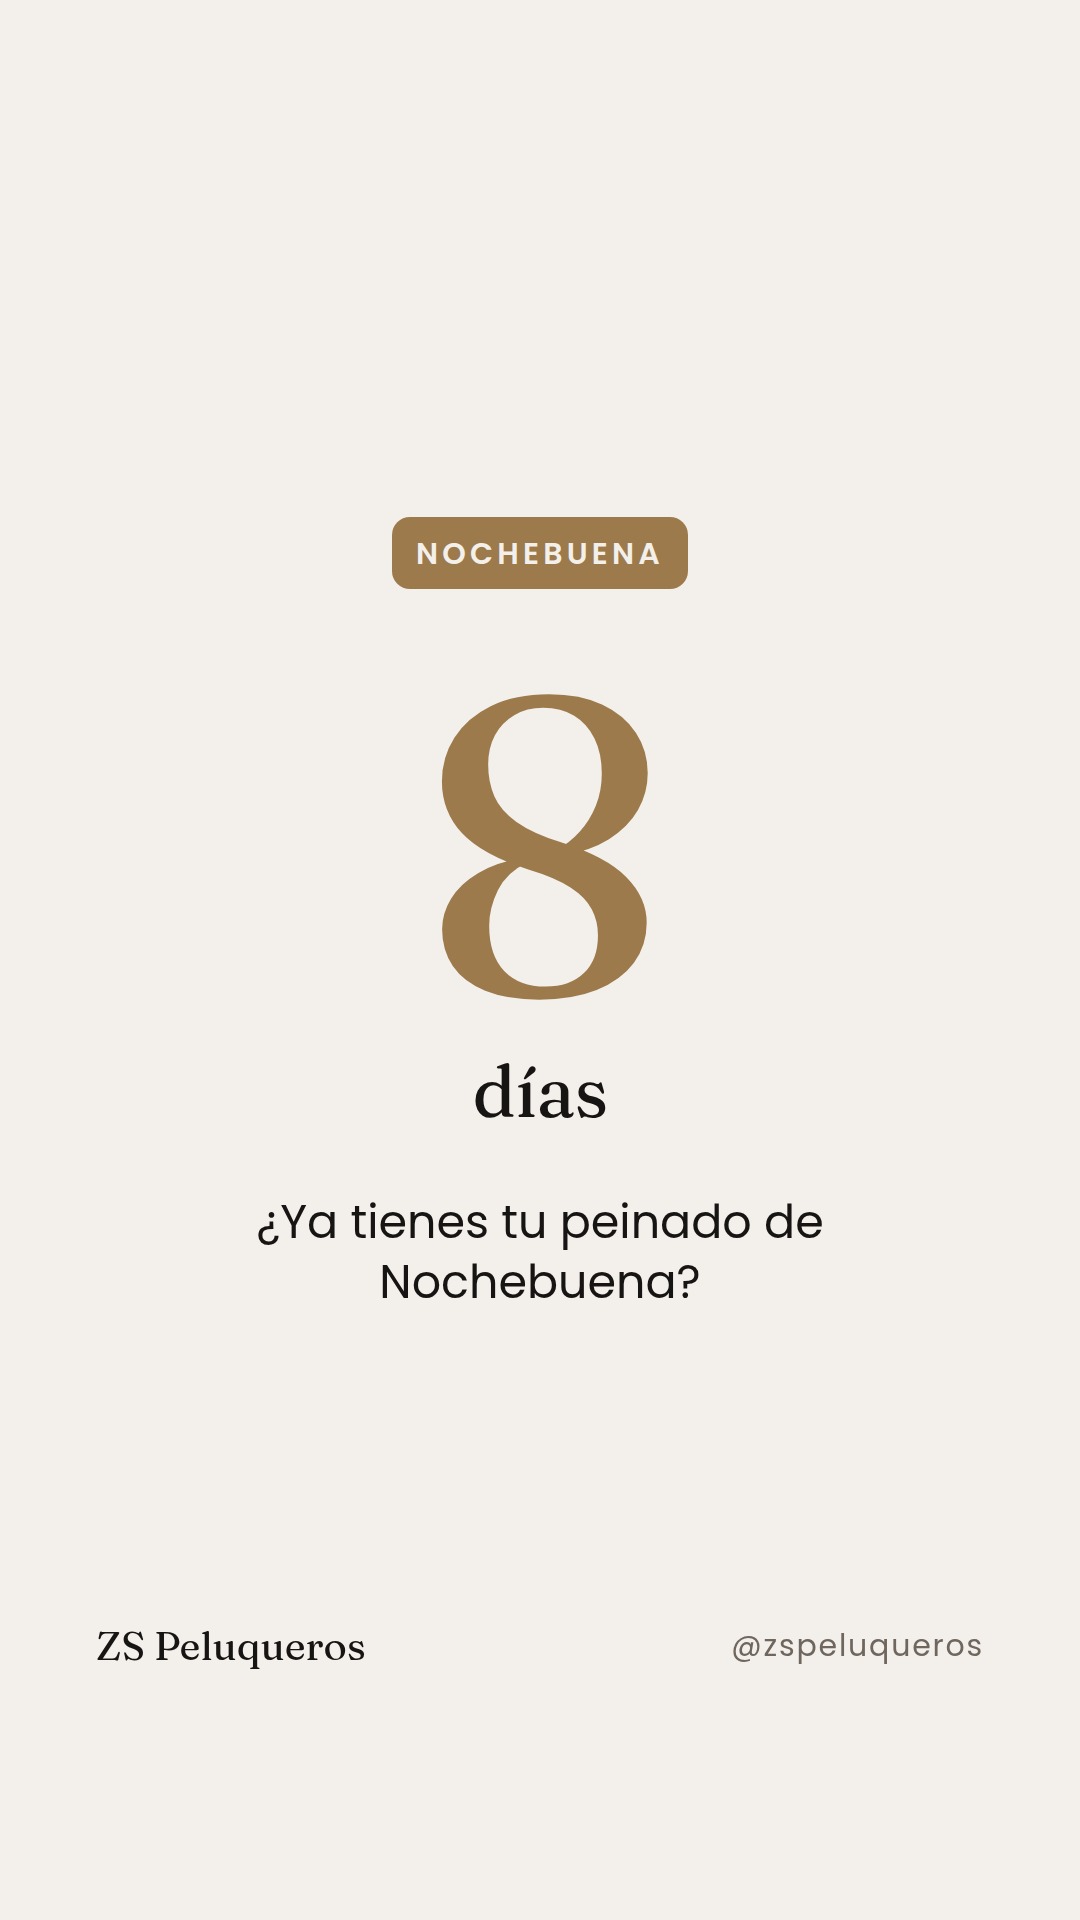 NOCHEBUENA
8
días
¿Ya tienes tu peinado de
Nochebuena?
ZS Peluqueros
@zspeluqueros